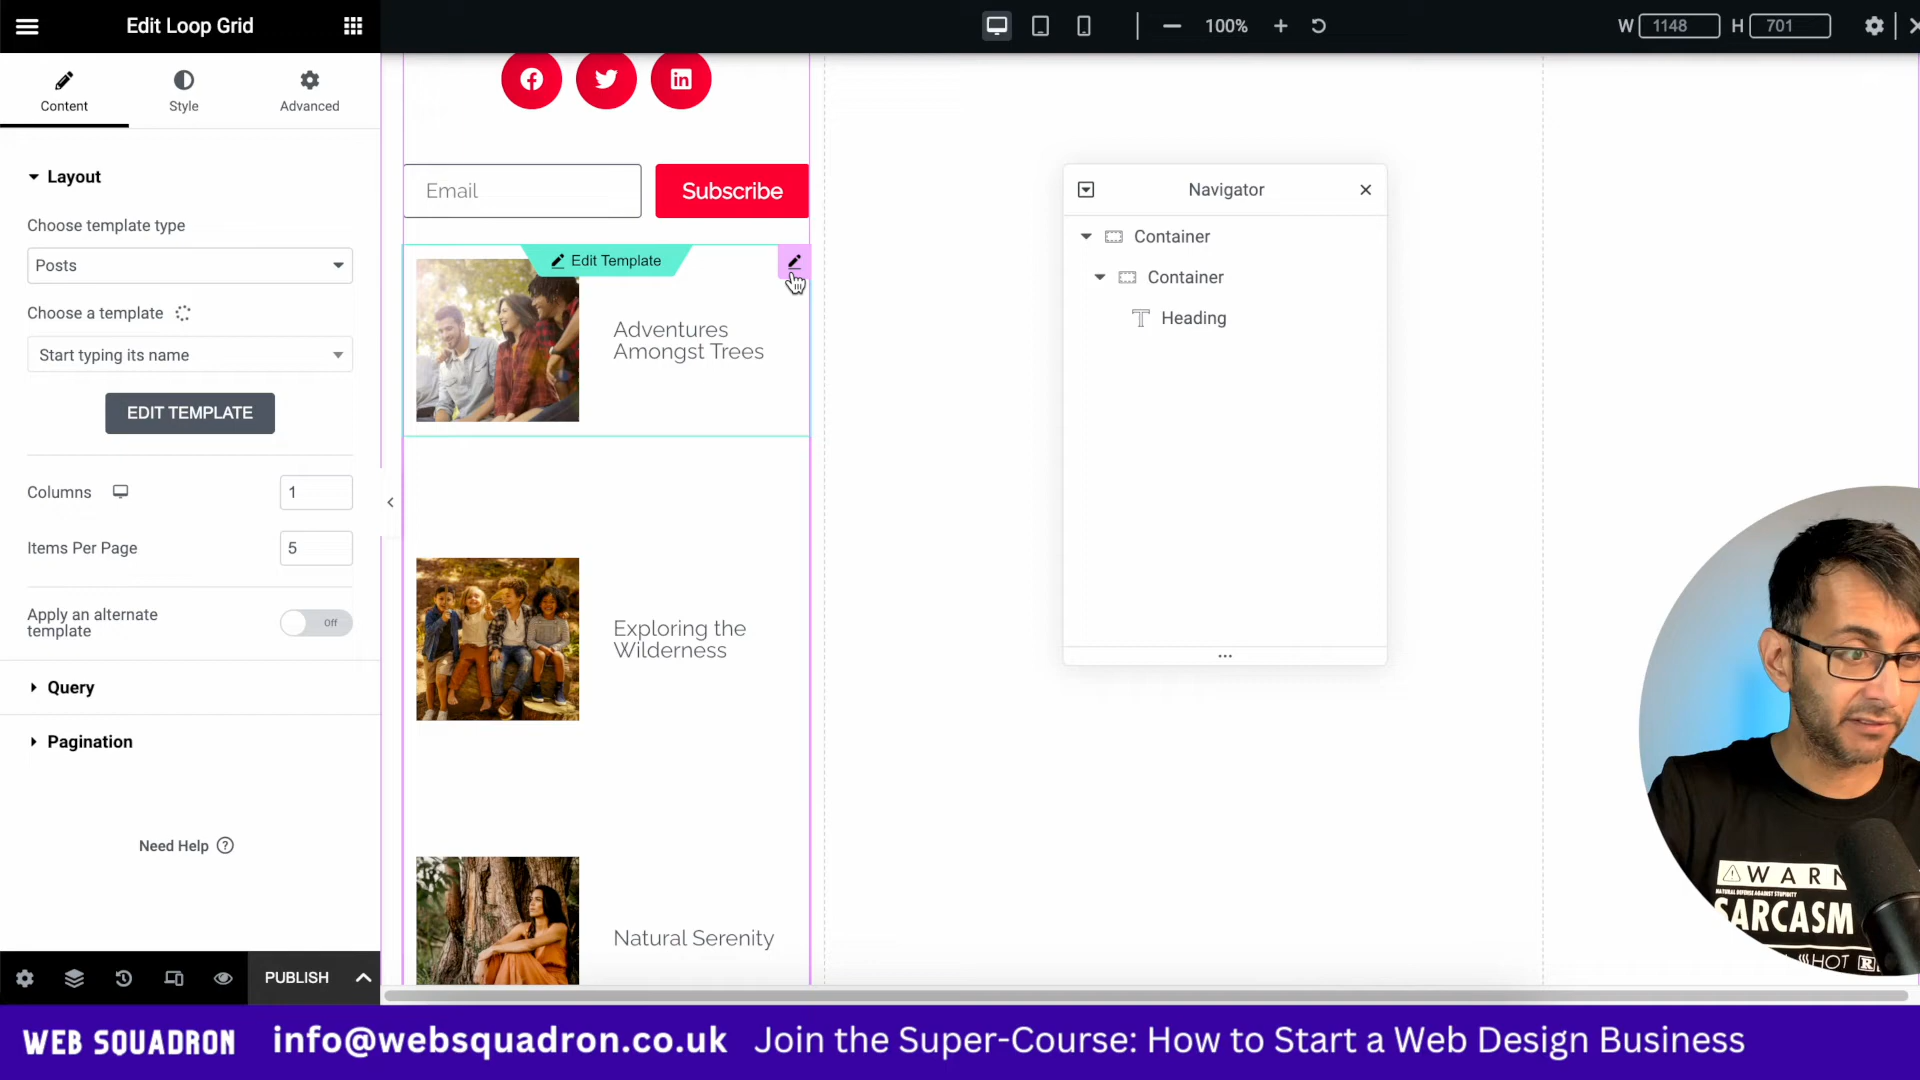 Edit Loop Grid
100%
W 1148 H 701
Content
Style
Advanced
Layout
Choose template type
Posts
Choose a template
Start typing its name
EDIT TEMPLATE
Columns
1
Items Per Page
5
Apply an alternate
template
Off
Query
Pagination
Need Help ?
PUBLISH
Email
Subscribe
Edit Template
Adventures
Amongst Trees
Exploring the
Wilderness
Natural Serenity
Navigator
Container
Container
Heading
WARN
SARCASM
HOT R
WEB SQUADRON
info@websquadron.co.uk
Join the Super-Course: How to Start a Web Design Business